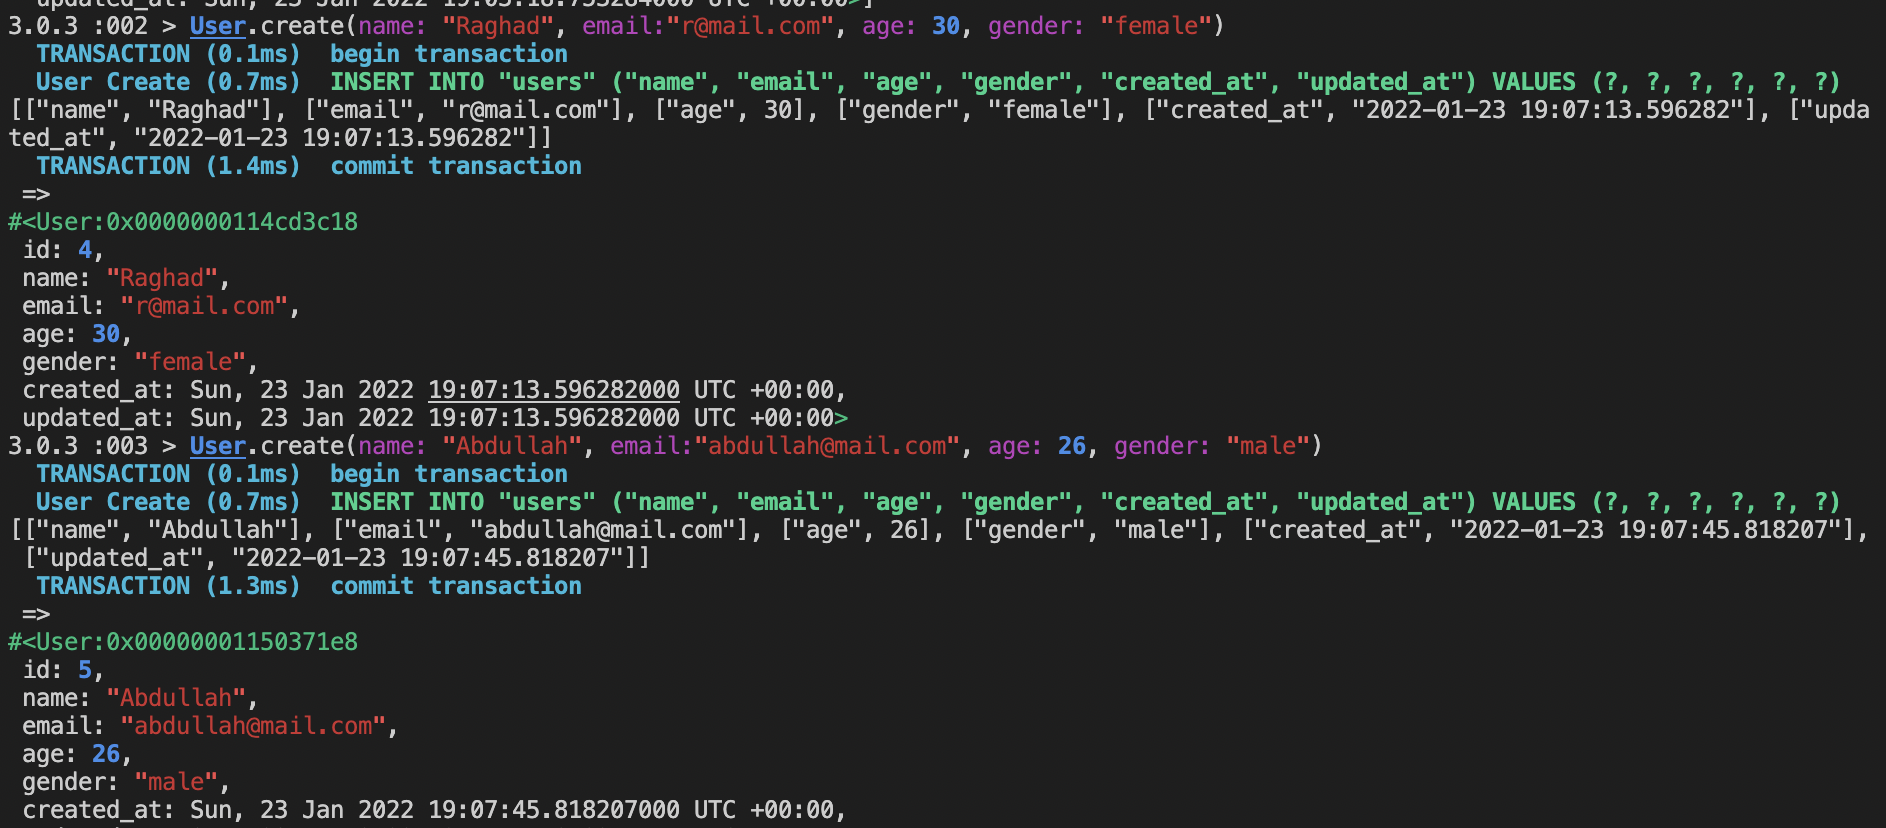 updated_at: Sun, 23 Jan 2022 19:03:18.753284000 UTC +00:00>]
3.0.3 :002 > User.create(name: "Raghad", email:"r@mail.com", age: 30, gender: "female")
TRANSACTION (0.1ms)  begin transaction
User Create (0.7ms)  INSERT INTO "users" ("name", "email", "age", "gender", "created_at", "updated_at") VALUES (?, ?, ?, ?, ?, ?)
[["name", "Raghad"], ["email", "r@mail.com"], ["age", 30], ["gender", "female"], ["created_at", "2022-01-23 19:07:13.596282"], ["upda
ted_at", "2022-01-23 19:07:13.596282"]]
TRANSACTION (1.4ms)  commit transaction
=>
#<User:0x0000000114cd3c18
id: 4,
name: "Raghad",
email: "r@mail.com",
age: 30,
gender: "female",
created_at: Sun, 23 Jan 2022 19:07:13.596282000 UTC +00:00,
updated_at: Sun, 23 Jan 2022 19:07:13.596282000 UTC +00:00>
3.0.3 :003 > User.create(name: "Abdullah", email:"abdullah@mail.com", age: 26, gender: "male")
TRANSACTION (0.1ms)  begin transaction
User Create (0.7ms)  INSERT INTO "users" ("name", "email", "age", "gender", "created_at", "updated_at") VALUES (?, ?, ?, ?, ?, ?)
[["name", "Abdullah"], ["email", "abdullah@mail.com"], ["age", 26], ["gender", "male"], ["created_at", "2022-01-23 19:07:45.818207"],
["updated_at", "2022-01-23 19:07:45.818207"]]
TRANSACTION (1.3ms)  commit transaction
=>
#<User:0x00000001150371e8
id: 5,
name: "Abdullah",
email: "abdullah@mail.com",
age: 26,
gender: "male",
created_at: Sun, 23 Jan 2022 19:07:45.818207000 UTC +00:00,